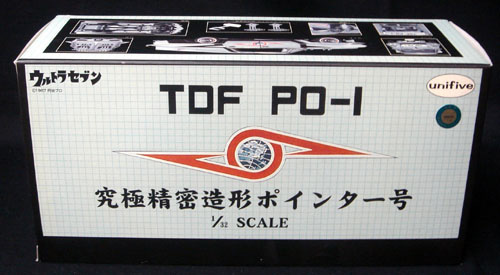 ウルトラセブン
unifive
TDF PO-1
究極精密造形ポインター号
1/32 SCALE